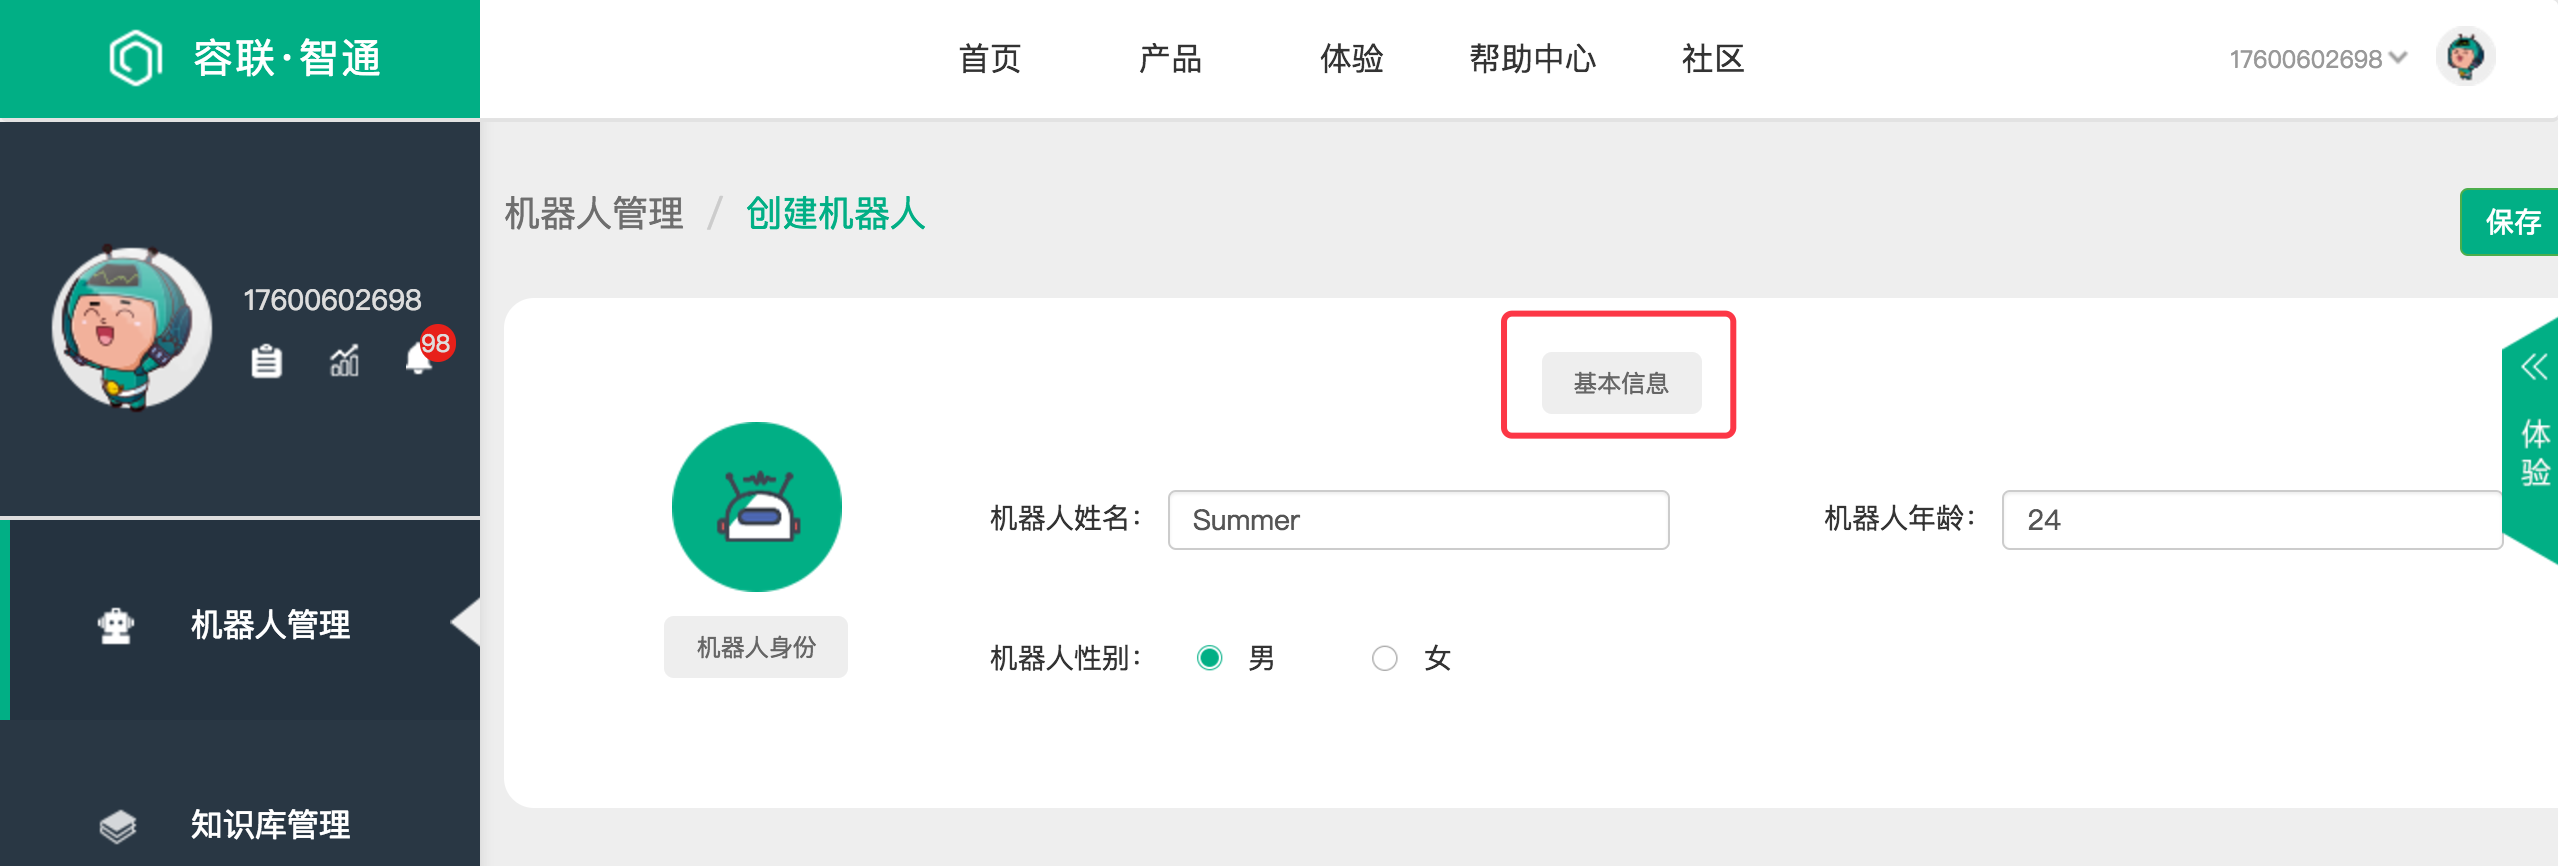 容联·智通
首页
产品
体验
帮助中心
社区
17600602698
机器人管理 / 创建机器人
保存
17600602698
98
基本信息
体验
机器人姓名：
Summer
机器人年龄：
24
机器人身份
机器人性别：
男
女
机器人管理
知识库管理